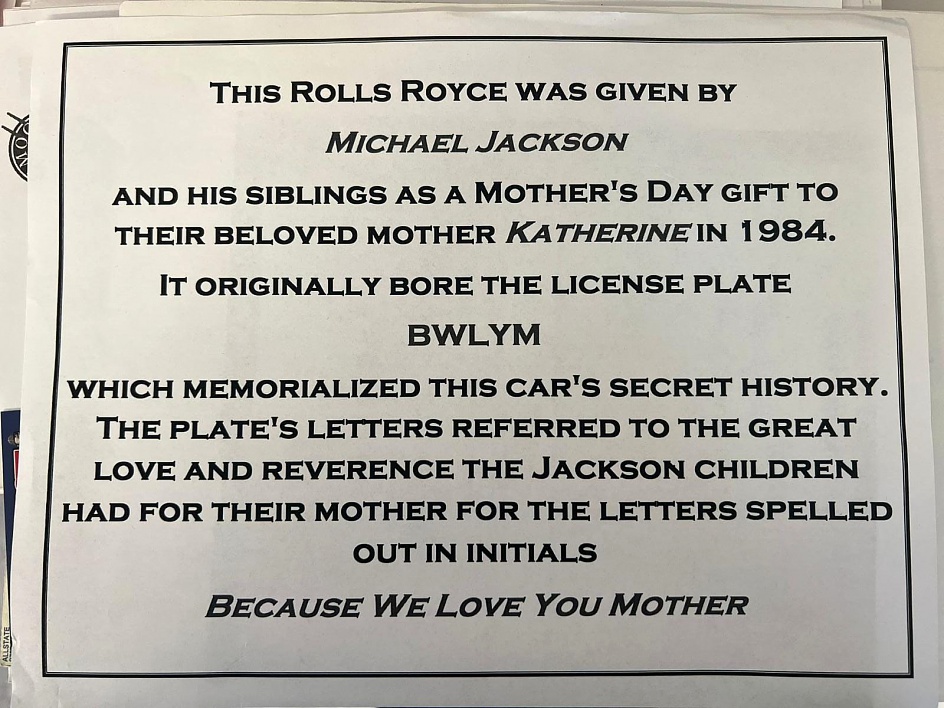 THIS ROLLS ROYCE WAS GIVEN BY
MICHAEL JACKSON
AND HIS SIBLINGS AS A MOTHER'S DAY GIFT TO
THEIR BELOVED MOTHER KATHERINE IN 1984.
IT ORIGINALLY BORE THE LICENSE PLATE
BWLYM
WHICH MEMORIALIZED THIS CAR'S SECRET HISTORY.
THE PLATE'S LETTERS REFERRED TO THE GREAT
LOVE AND REVERENCE THE JACKSON CHILDREN
HAD FOR THEIR MOTHER FOR THE LETTERS SPELLED
OUT IN INITIALS
BECAUSE WE LOVE YOU MOTHER
ALLSTATE